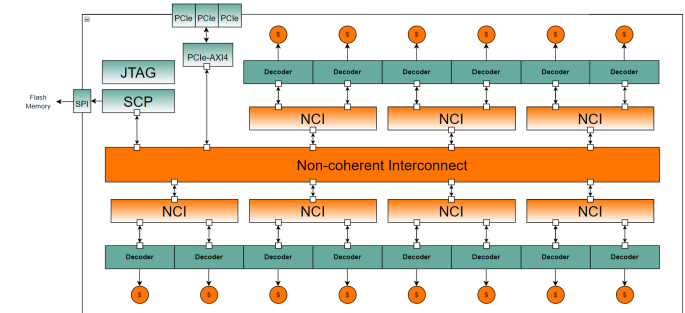 PCIe PCIe PCIe
$ $ $ $ $ $
PCIe-AXI4
JTAG
Decoder Decoder Decoder Decoder Decoder Decoder
Flash
Memory
SPI
SCP
NCI NCI NCI
Non-coherent Interconnect
NCI NCI NCI NCI
Decoder Decoder Decoder Decoder Decoder Decoder Decoder Decoder
$ $ $ $ $ $ $ $